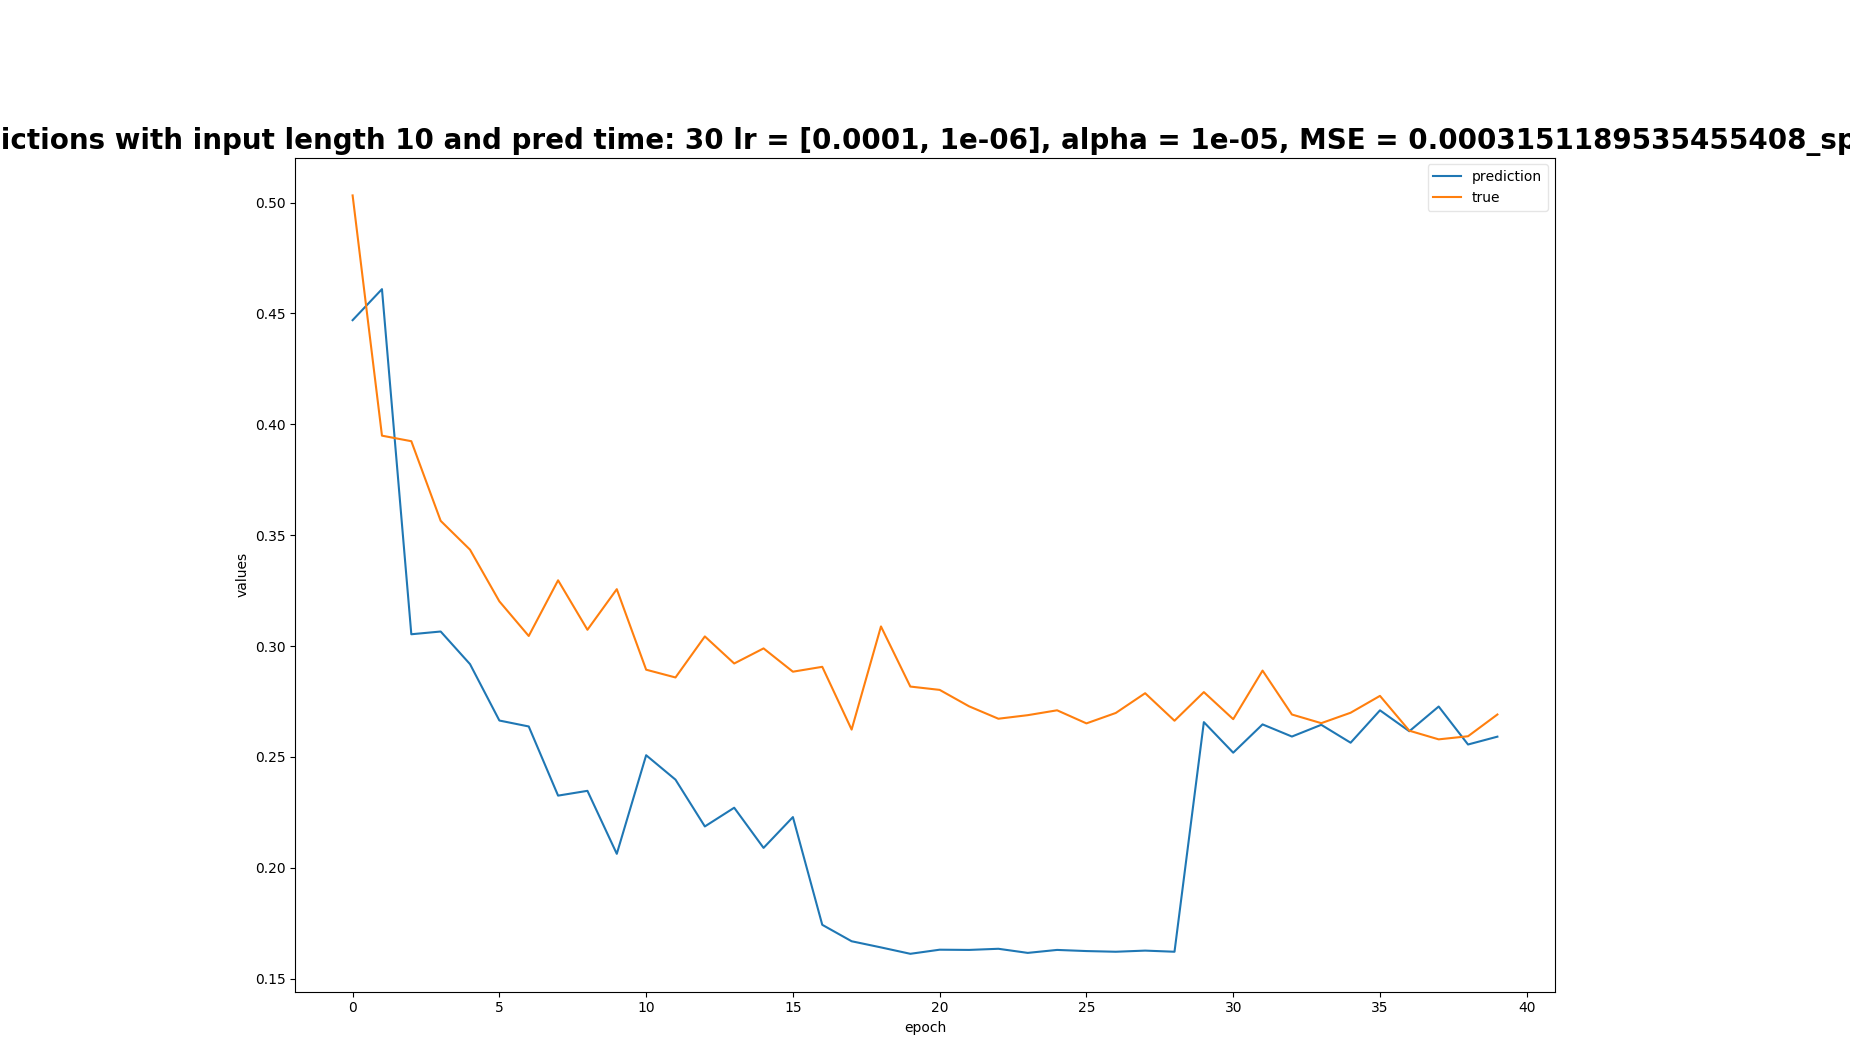 ictions with input length 10 and pred time: 30 lr = [0.0001, 1e-06], alpha = 1e-05, MSE = 0.0003151189535455408_sp
prediction
true
0.50
0.45
0.40
0.35
0.30
0.25
0.20
0.15
values
0 5 10 15 20 25 30 35 40
epoch